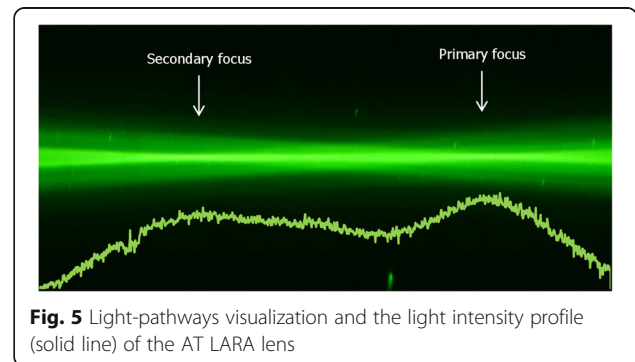 Secondary focus
Primary focus
Fig. 5 Light-pathways visualization and the light intensity profile
(solid line) of the AT LARA lens